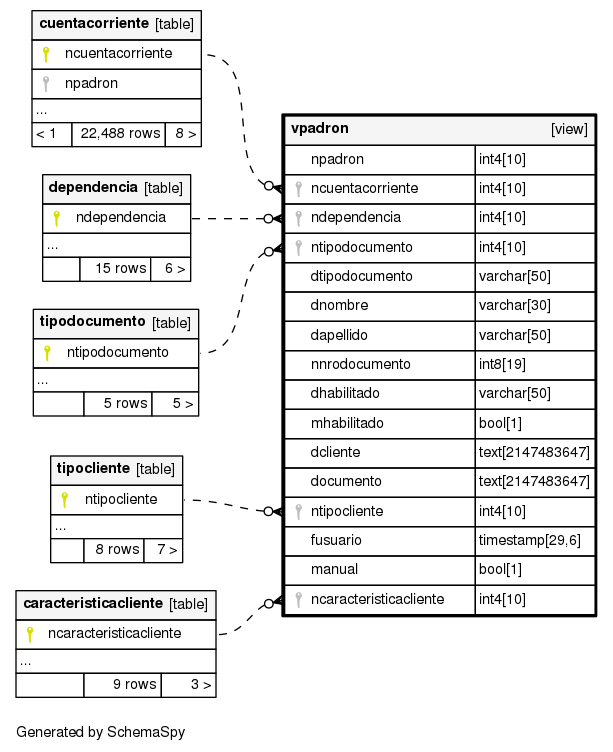 cuentacorriente [table]
ncuentacorriente
npadron
...
< 1 22,488 rows 8 >
dependencia [table]
ndependencia
...
15 rows 6 >
tipodocumento [table]
ntipodocumento
...
5 rows 5 >
tipocliente [table]
ntipocliente
...
8 rows 7 >
caracteristicacliente [table]
ncaracteristicacliente
...
9 rows 3 >
vpadron [view]
npadron int4[10]
ncuentacorriente int4[10]
ndependencia int4[10]
ntipodocumento int4[10]
dtipodocumento varchar[50]
dnombre varchar[30]
dapellido varchar[50]
nnrodocumento int8[19]
dhabilitado varchar[50]
mhabilitado bool[1]
dcliente text[2147483647]
documento text[2147483647]
ntipocliente int4[10]
fusuario timestamp[29,6]
manual bool[1]
ncaracteristicacliente int4[10]
Generated by SchemaSpy